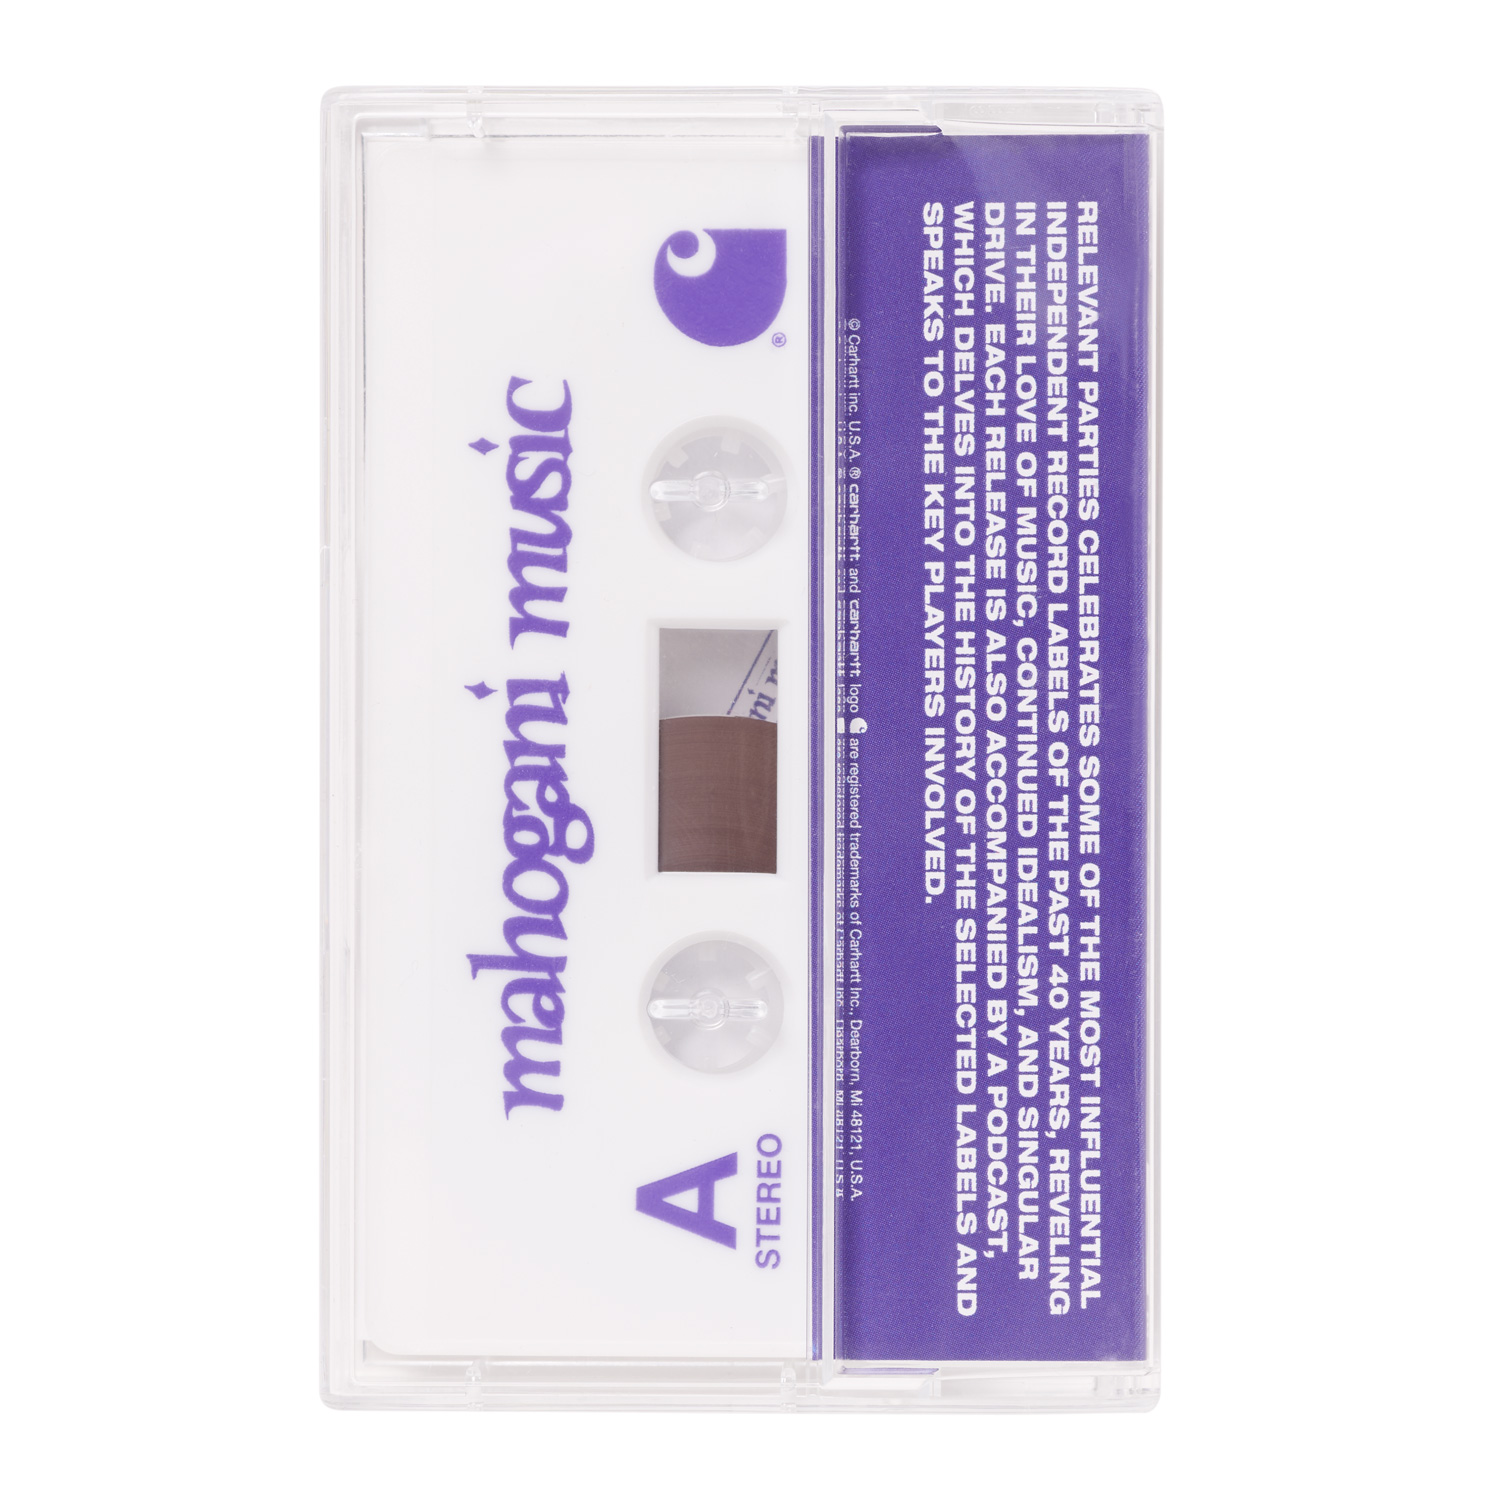 RELEVANT PARTIES CELEBRATES SOME OF THE MOST INFLUENTIAL
INDEPENDENT RECORD LABELS OF THE PAST 40 YEARS, REVELING
IN THEIR LOVE OF MUSIC, CONTINUED IDEALISM, AND SINGULAR
DRIVE. EACH RELEASE IS ALSO ACCOMPANIED BY A PODCAST,
WHICH DELVES INTO THE HISTORY OF THE SELECTED LABELS AND
SPEAKS TO THE KEY PLAYERS INVOLVED.
© Carhartt inc. U.S.A. ® carhartt and carhartt logo are registered trademarks of Carhartt Inc., Dearborn, Mi 48121, U.S.A.
®
A
STEREO
mahogani music